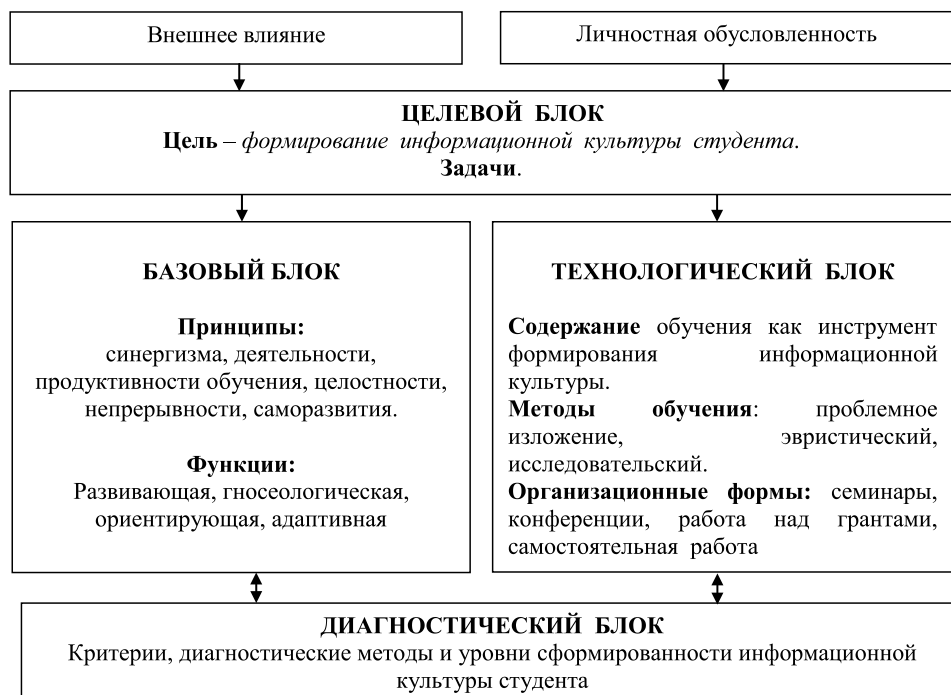 Внешнее влияние
Личностная обусловленность
ЦЕЛЕВОЙ БЛОК
Цель – формирование информационной культуры студента.
Задачи.
БАЗОВЫЙ БЛОК
Принципы:
синергизма, деятельности,
продуктивности обучения, целостности,
непрерывности, саморазвития.
Функции:
Развивающая, гносеологическая,
ориентирующая, адаптивная
ТЕХНОЛОГИЧЕСКИЙ БЛОК
Содержание обучения как инструмент
формирования информационной
культуры.
Методы обучения: проблемное
изложение, эвристический,
исследовательский.
Организационные формы: семинары,
конференции, работа над грантами,
самостоятельная работа
ДИАГНОСТИЧЕСКИЙ БЛОК
Критерии, диагностические методы и уровни сформированности информационной
культуры студента